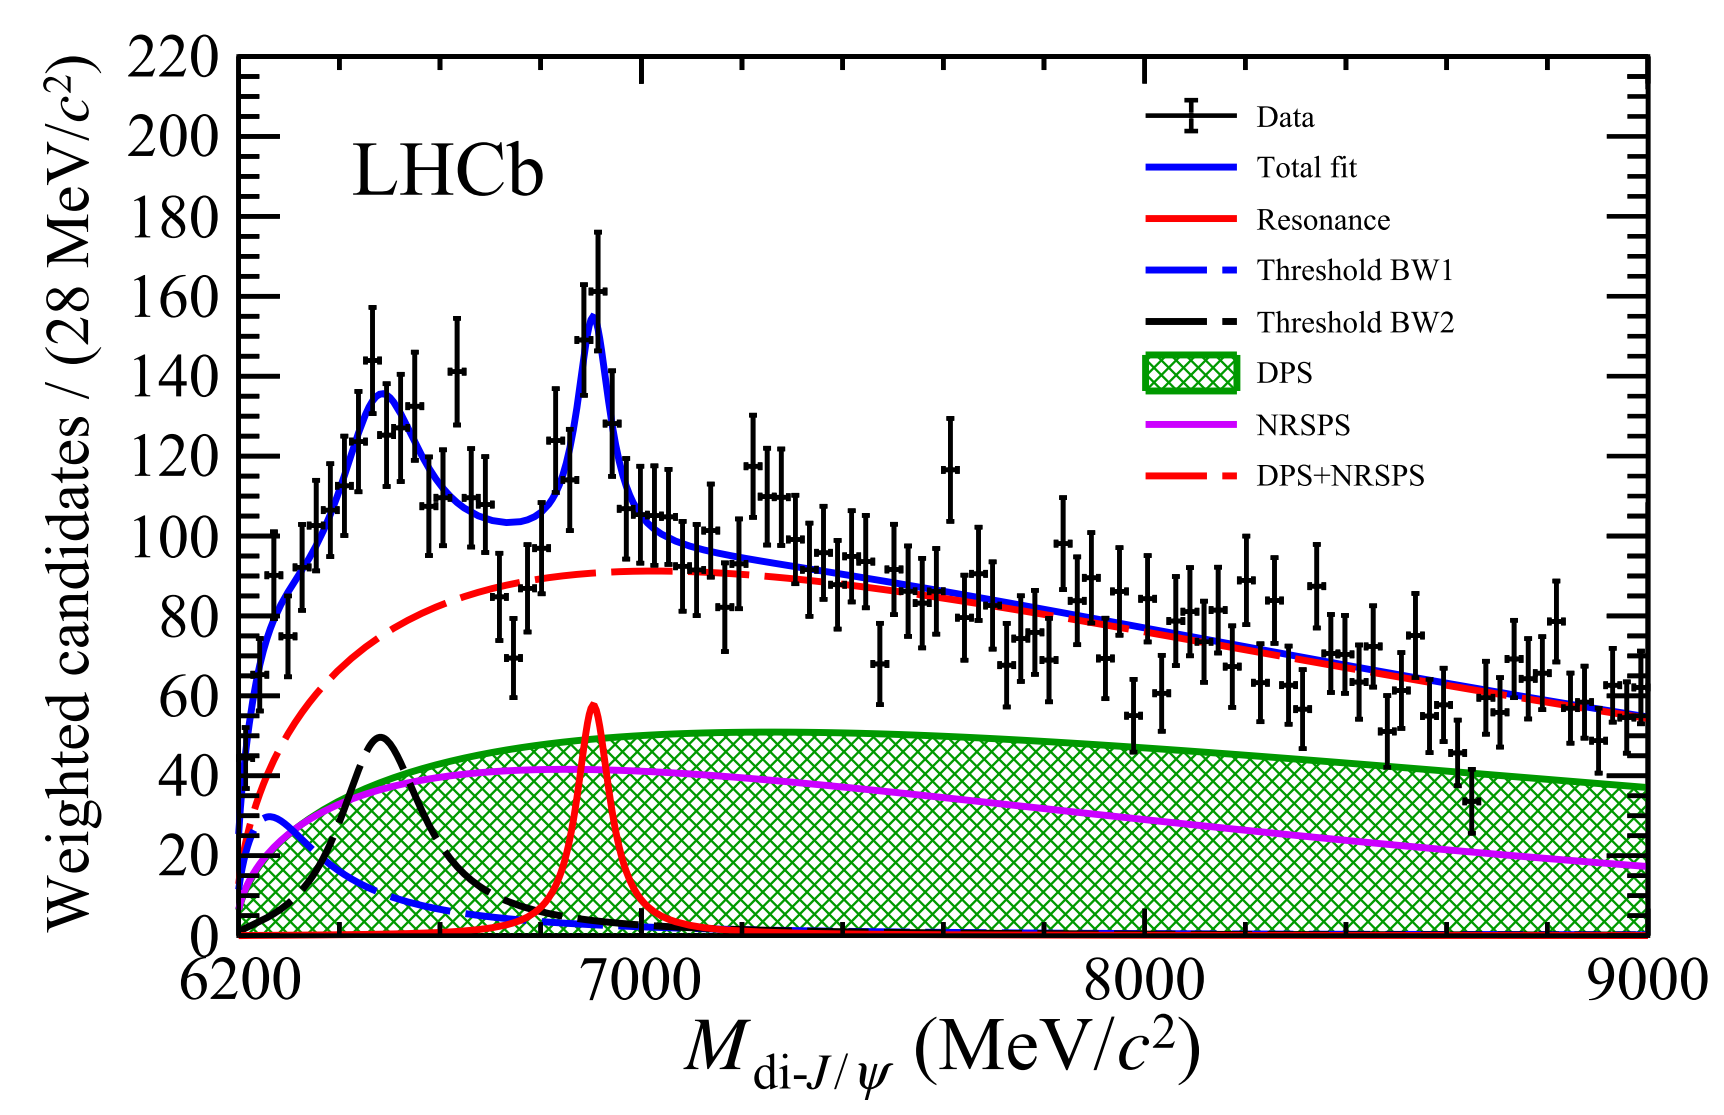 Weighted candidates / (28 MeV/c²)
220
200
180
160
140
120
100
80
60
40
20
0
LHCb
Data
Total fit
Resonance
Threshold BW1
Threshold BW2
DPS
NRSPS
DPS+NRSPS
6200 7000 8000 9000
M di-J/ψ (MeV/c²)